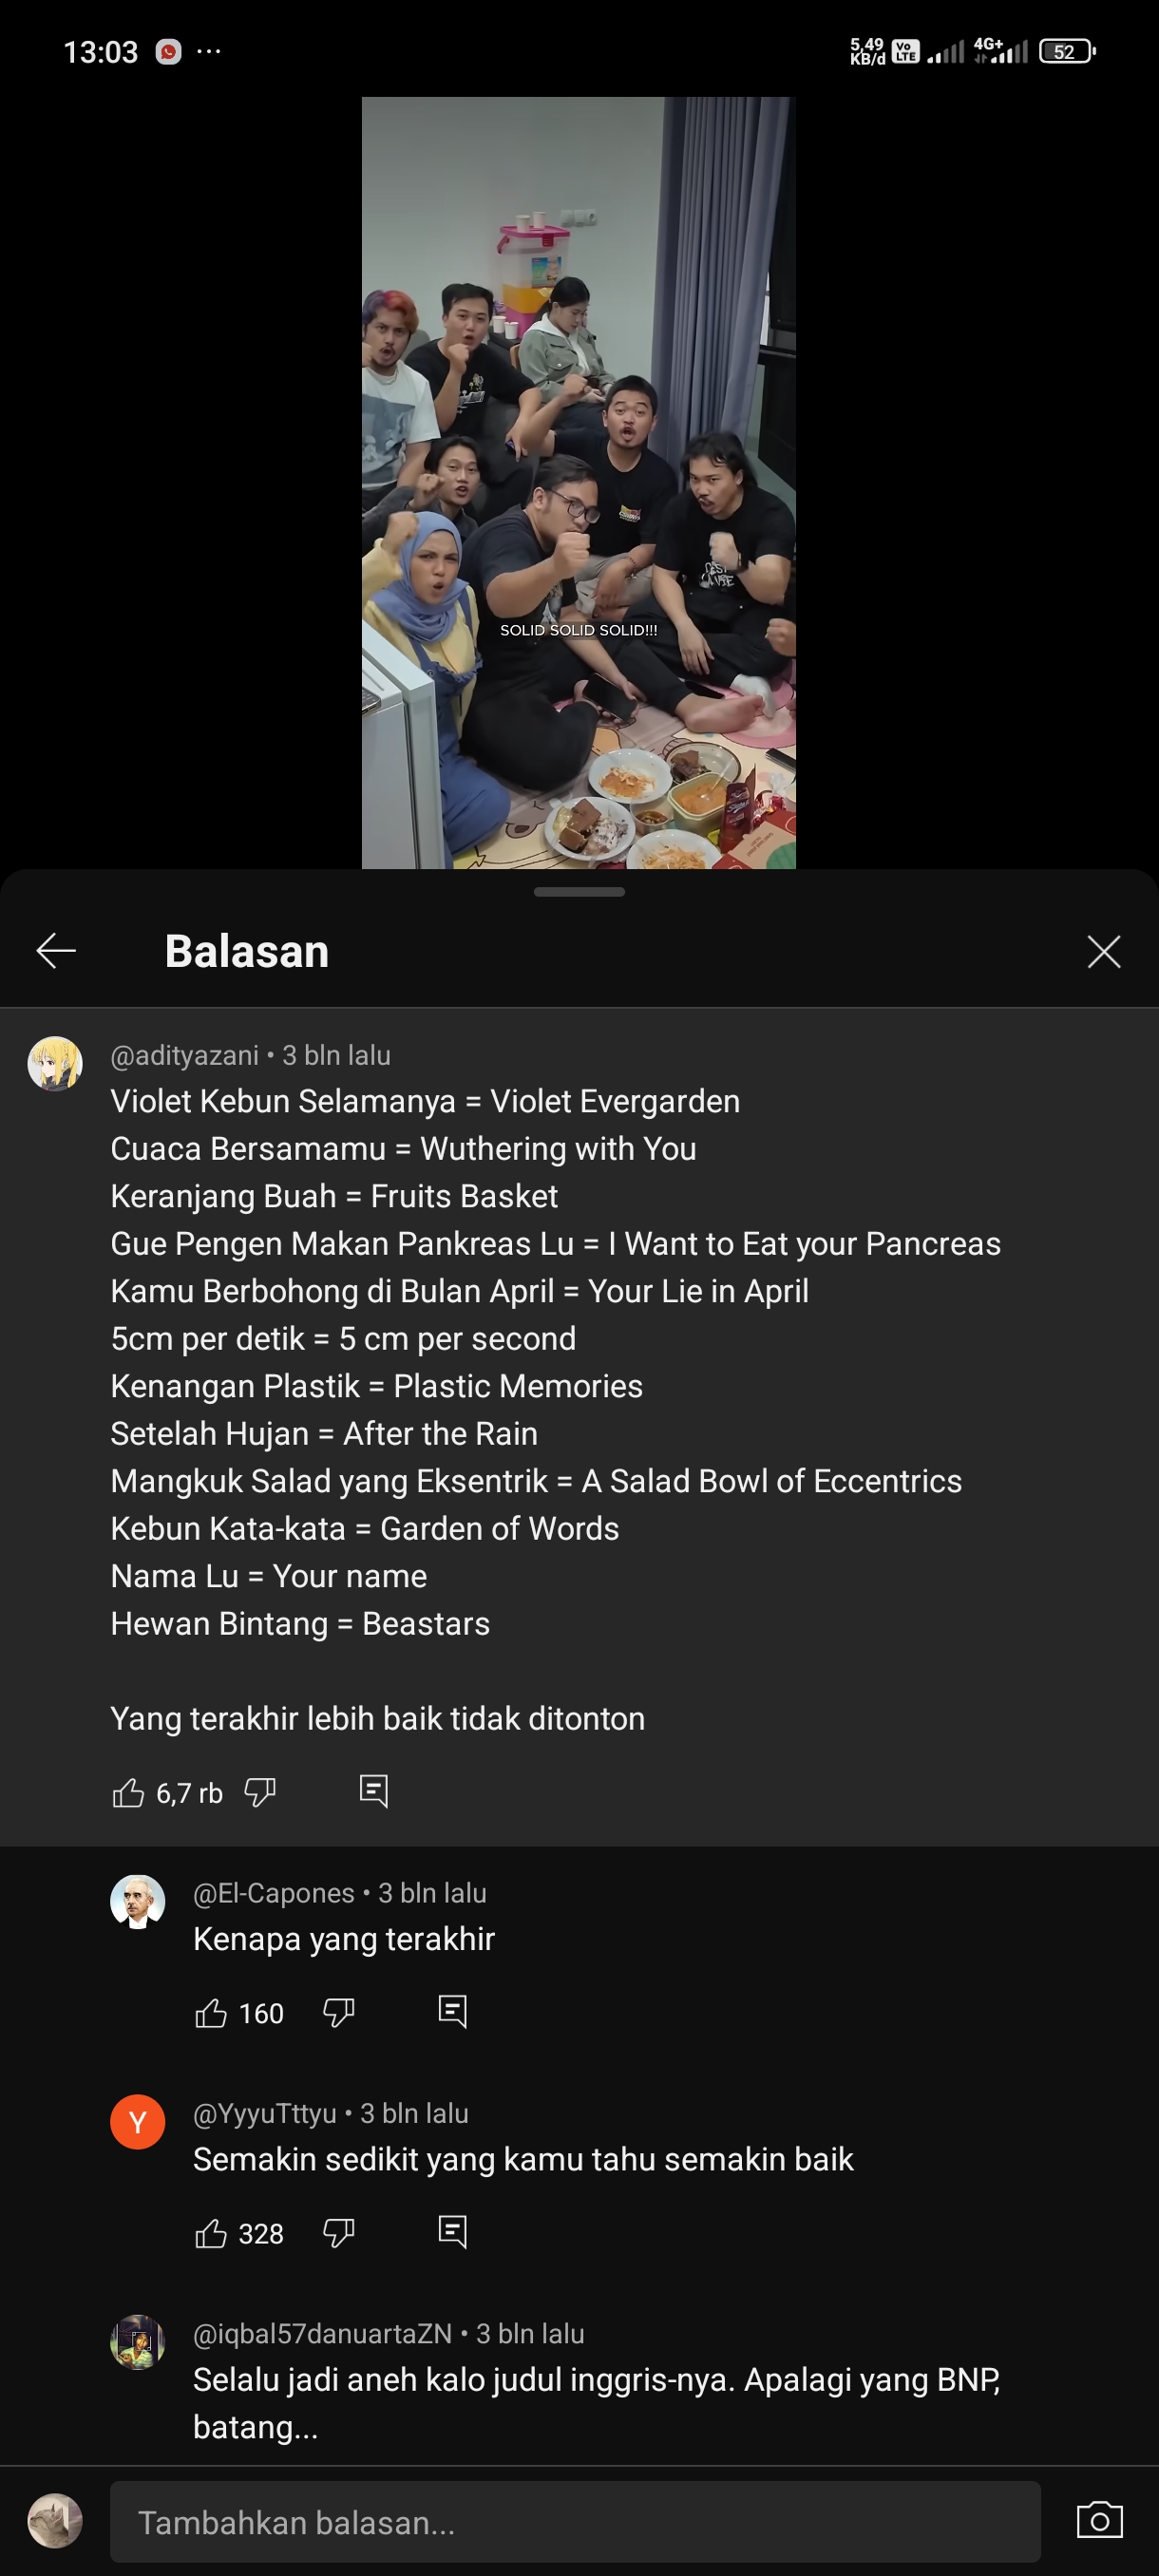 13:03
5,49
KB/d
Vo
LTE
4G+
52
SOLID SOLID SOLID!!!
Balasan
@adityazani • 3 bln lalu
Violet Kebun Selamanya = Violet Evergarden
Cuaca Bersamamu = Wuthering with You
Keranjang Buah = Fruits Basket
Gue Pengen Makan Pankreas Lu = I Want to Eat your Pancreas
Kamu Berbohong di Bulan April = Your Lie in April
5cm per detik = 5 cm per second
Kenangan Plastik = Plastic Memories
Setelah Hujan = After the Rain
Mangkuk Salad yang Eksentrik = A Salad Bowl of Eccentrics
Kebun Kata-kata = Garden of Words
Nama Lu = Your name
Hewan Bintang = Beastars
Yang terakhir lebih baik tidak ditonton
6,7 rb
@El-Capones • 3 bln lalu
Kenapa yang terakhir
160
Y
@YyyuTttyu • 3 bln lalu
Semakin sedikit yang kamu tahu semakin baik
328
@iqbal57danuartaZN • 3 bln lalu
Selalu jadi aneh kalo judul inggris-nya. Apalagi yang BNP,
batang...
Tambahkan balasan...